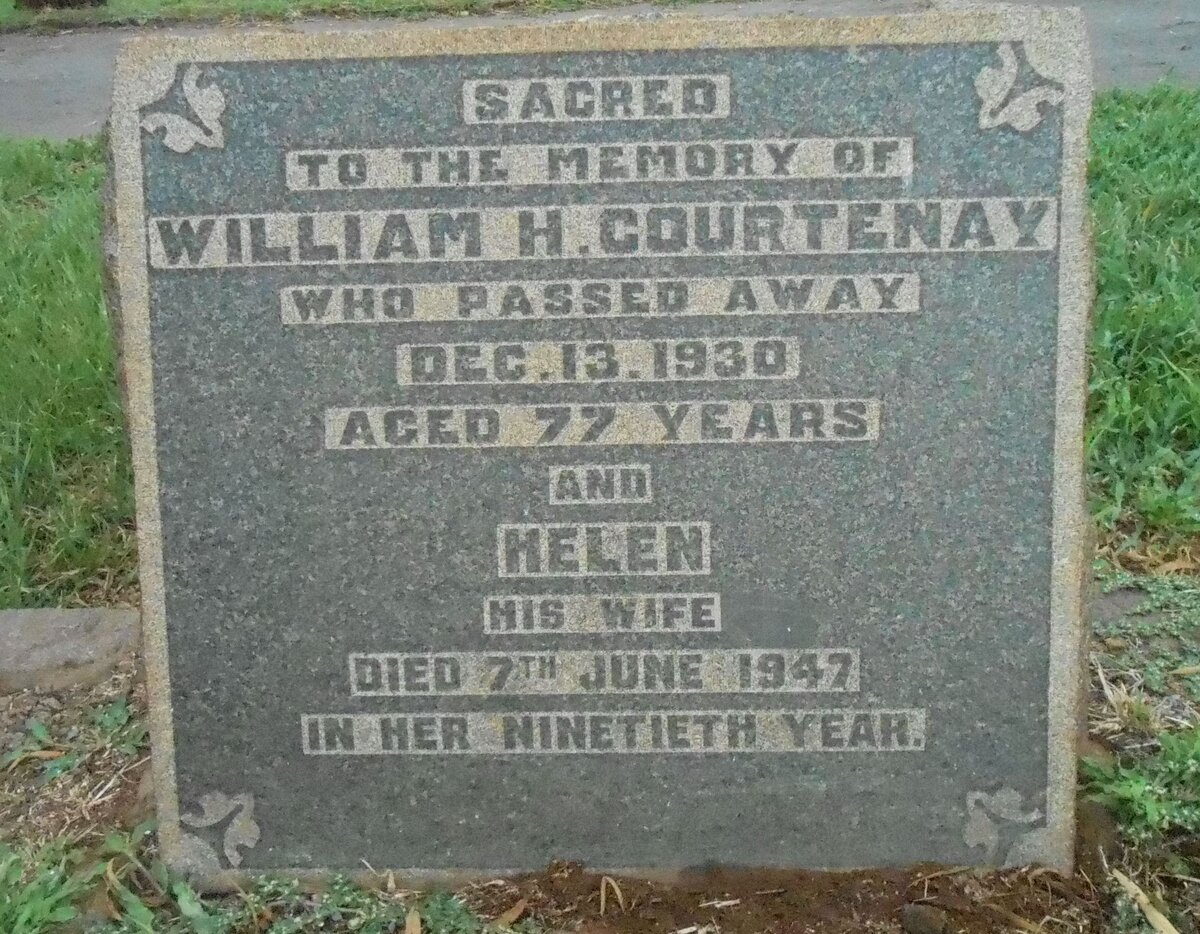 SACRED
TO THE MEMORY OF
WILLIAM H. COURTENAY
WHO PASSED AWAY
DEC. 13. 1930
AGED 77 YEARS
AND
HELEN
HIS WIFE
DIED 7TH JUNE 1947
IN HER NINETIETH YEAR.